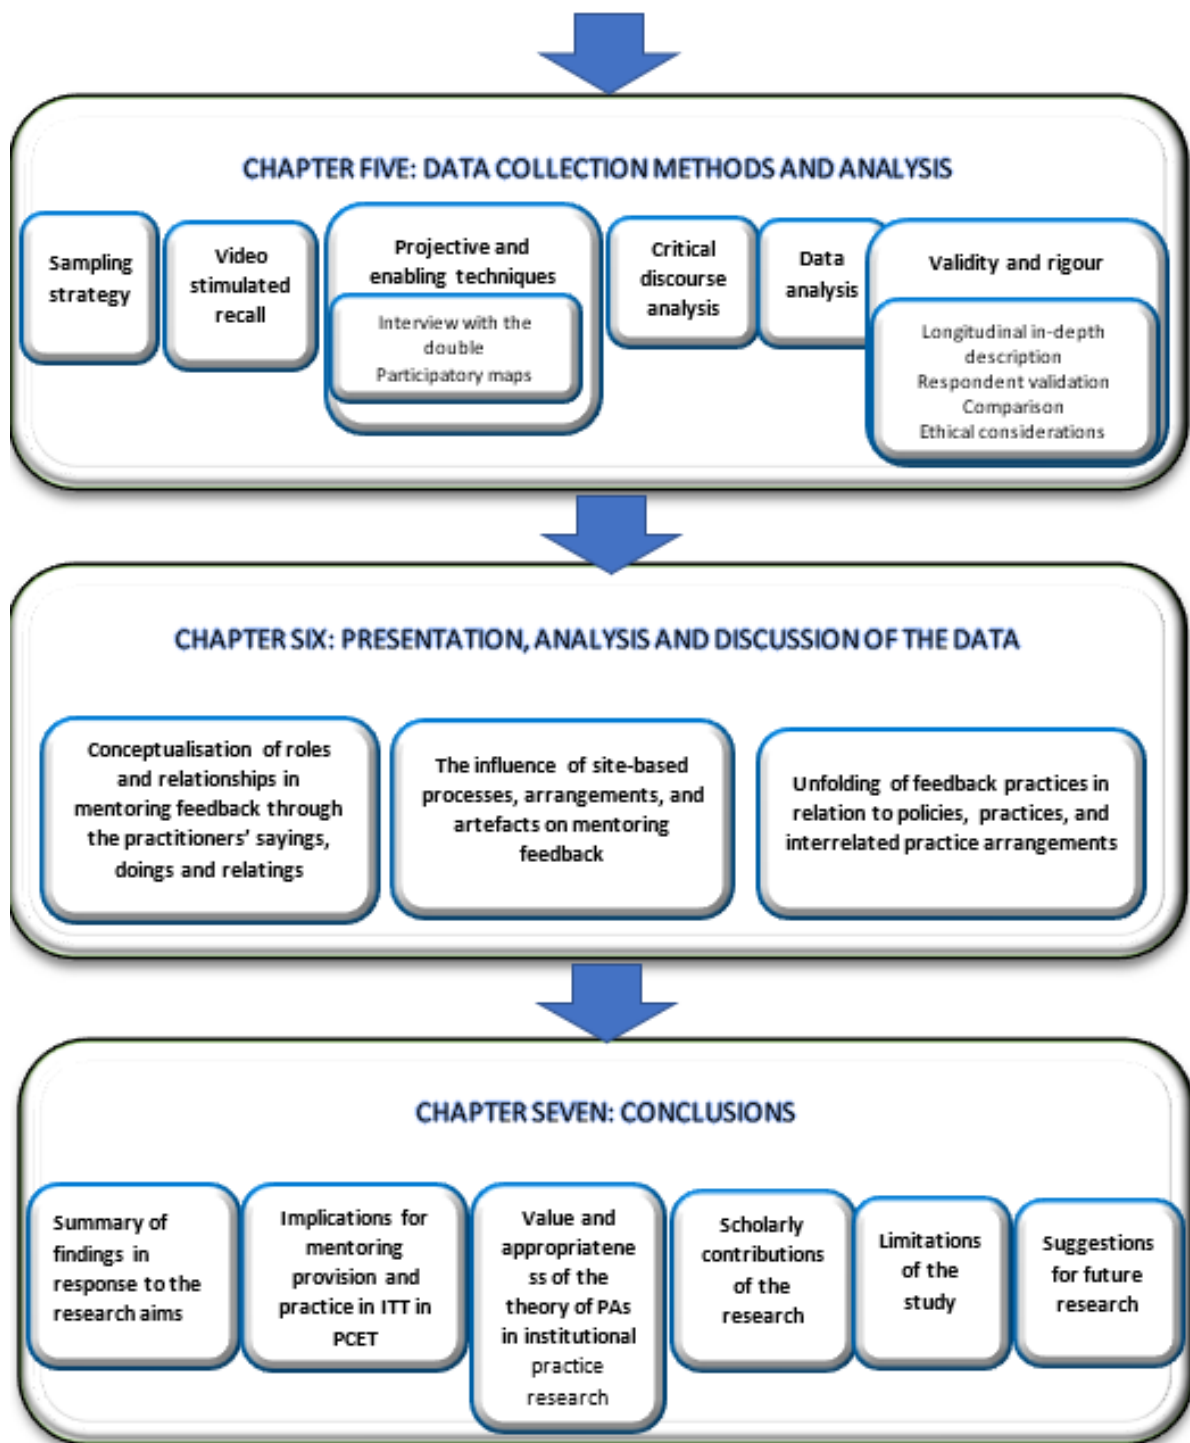 CHAPTER FIVE: DATA COLLECTION METHODS AND ANALYSIS
Sampling
strategy
Video
stimulated
recall
Projective and
enabling techniques
Interview with the
double
Participatory maps
Critical
discourse
analysis
Data
analysis
Validity and rigour
Longitudinal in-depth
description
Respondent validation
Comparison
Ethical considerations
CHAPTER SIX: PRESENTATION, ANALYSIS AND DISCUSSION OF THE DATA
Conceptualisation of roles
and relationships in
mentoring feedback through
the practitioners' sayings,
doings and relatings
The influence of site-based
processes, arrangements, and
artefacts on mentoring
feedback
Unfolding of feedback practices in
relation to policies, practices, and
interrelated practice arrangements
CHAPTER SEVEN: CONCLUSIONS
Summary of
findings in
response to the
research aims
Implications for
mentoring
provision and
practice in ITT in
PCET
Value and
appropriatene
ss of the
theory of PAs
in institutional
practice
research
Scholarly
contributions
of the
research
Limitations
of the
study
Suggestions
for future
research